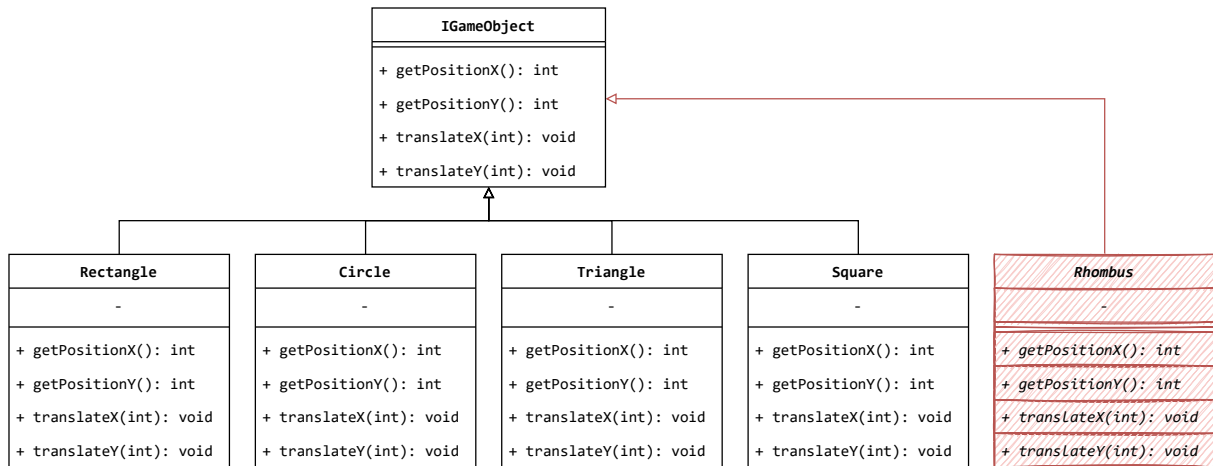 IGameObject
+ getPositionX(): int
+ getPositionY(): int
+ translateX(int): void
+ translateY(int): void
Rectangle
-
+ getPositionX(): int
+ getPositionY(): int
+ translateX(int): void
+ translateY(int): void
Circle
-
+ getPositionX(): int
+ getPositionY(): int
+ translateX(int): void
+ translateY(int): void
Triangle
-
+ getPositionX(): int
+ getPositionY(): int
+ translateX(int): void
+ translateY(int): void
Square
-
+ getPositionX(): int
+ getPositionY(): int
+ translateX(int): void
+ translateY(int): void
Rhombus
-
+ getPositionX(): int
+ getPositionY(): int
+ translateX(int): void
+ translateY(int): void